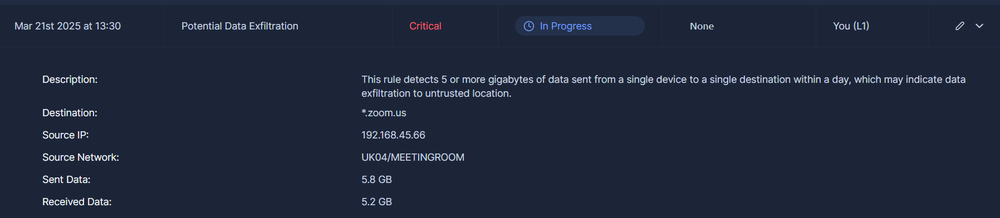 Mar 21st 2025 at 13:30 Potential Data Exfiltration Critical In Progress None You (L1)
Description: This rule detects 5 or more gigabytes of data sent from a single device to a single destination within a day, which may indicate data
exfiltration to untrusted location.
Destination: *.zoom.us
Source IP: 192.168.45.66
Source Network: UK04/MEETINGROOM
Sent Data: 5.8 GB
Received Data: 5.2 GB